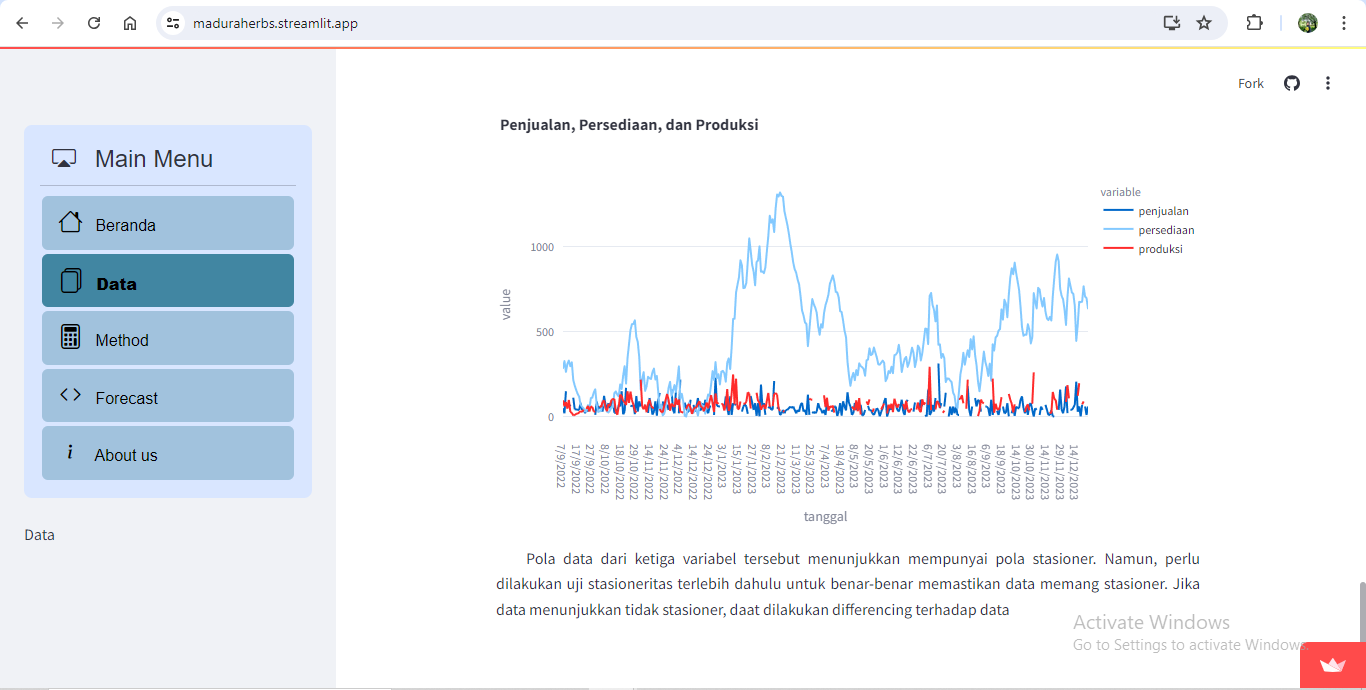 maduraherbs.streamlit.app
Fork
Main Menu
Beranda
Data
Method
Forecast
i About us
Data
Penjualan, Persediaan, dan Produksi
variable
penjualan
persediaan
produksi
value
1000
500
0
7/9/2022
17/9/2022
27/9/2022
8/10/2022
18/10/2022
29/10/2022
14/11/2022
24/11/2022
4/12/2022
14/12/2022
24/12/2022
3/1/2023
15/1/2023
27/1/2023
8/2/2023
21/2/2023
11/3/2023
25/3/2023
7/4/2023
18/4/2023
8/5/2023
20/5/2023
1/6/2023
12/6/2023
22/6/2023
6/7/2023
20/7/2023
3/8/2023
16/8/2023
6/9/2023
18/9/2023
14/10/2023
30/10/2023
14/11/2023
29/11/2023
14/12/2023
tanggal
Pola data dari ketiga variabel tersebut menunjukkan mempunyai pola stasioner. Namun, perlu
dilakukan uji stasioneritas terlebih dahulu untuk benar-benar memastikan data memang stasioner. Jika
data menunjukkan tidak stasioner, daat dilakukan differencing terhadap data
Activate Windows
Go to Settings to activate Windows.